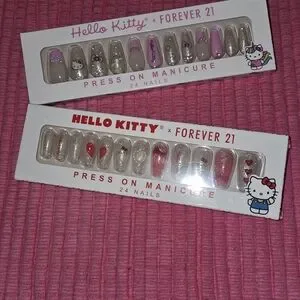 Hello Kitty x FOREVER 21
PRESS ON MANICURE
24 NAILS
HELLO KITTY x FOREVER 21
PRESS ON MANICURE
24 NAILS